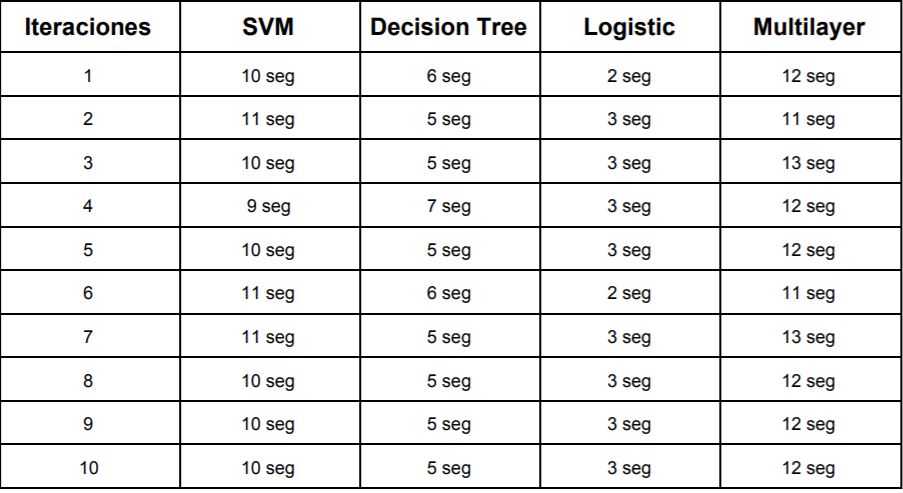 Iteraciones SVM Decision Tree Logistic Multilayer
1 10 seg 6 seg 2 seg 12 seg
2 11 seg 5 seg 3 seg 11 seg
3 10 seg 5 seg 3 seg 13 seg
4 9 seg 7 seg 3 seg 12 seg
5 10 seg 5 seg 3 seg 12 seg
6 11 seg 6 seg 2 seg 11 seg
7 11 seg 5 seg 3 seg 13 seg
8 10 seg 5 seg 3 seg 12 seg
9 10 seg 5 seg 3 seg 12 seg
10 10 seg 5 seg 3 seg 12 seg